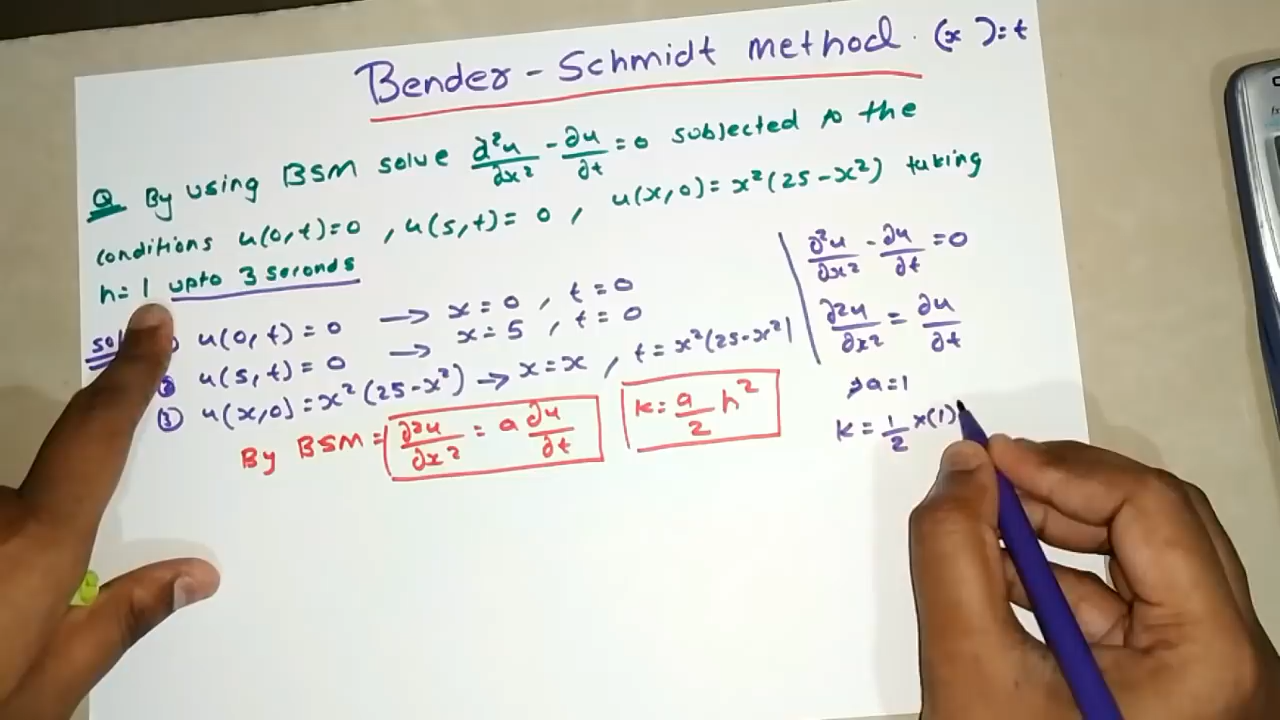 Bender - Schmidt method. (x ) = t
Q By using BSM solve ∂²u/∂x² - ∂u/∂t = 0 subjected to the
conditions u(0,t)=0 , u(5,t)= 0 , u(x,0)= x²(25-x²) taking
h= 1 upto 3 seconds
u(0,t) = 0 → x = 0 , t = 0
② u(5,t) = 0 → x = 5 , t = 0
③ u(x,0) = x²(25-x²) → x = x , t = x²(25-x²)
By BSM = ∂²u/∂x² = a ∂u/∂t
k = a/2 h²
∂²u/∂x² - ∂u/∂t = 0
∂²u/∂x² = ∂u/∂t
a = 1
k = 1/2 x(1)